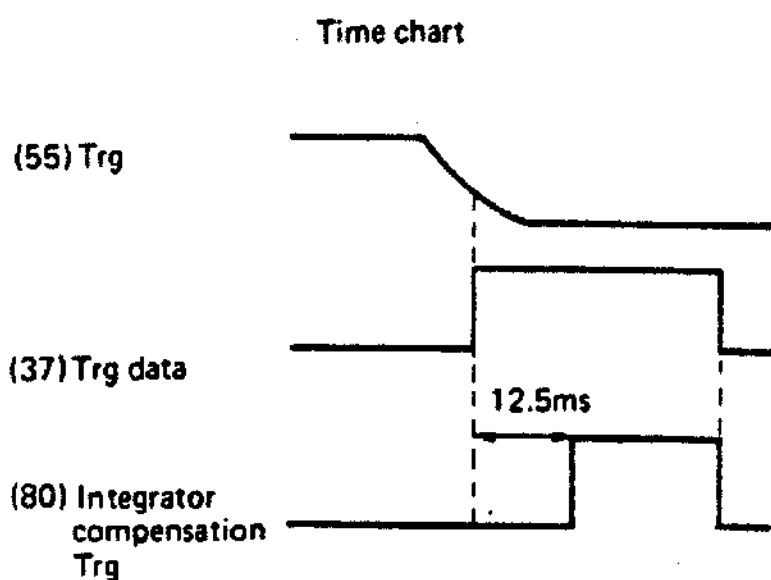 Time chart
(55) Trg
(37) Trg data
12.5ms
(80) Integrator
compensation
Trg